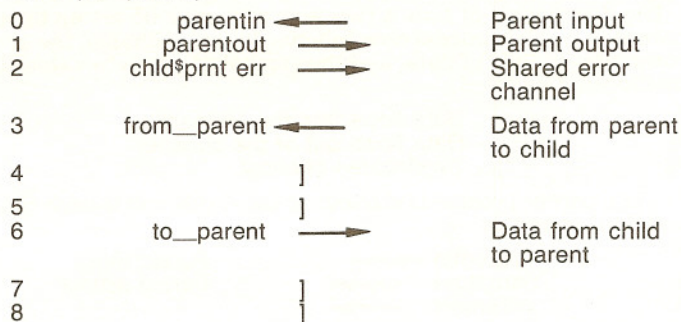 0 parentin Parent input
1 parentout Parent output
2 chld$prnt err Shared error
channel
3 from__parent Data from parent
to child
4 ]
5 ]
6 to__parent Data from child
to parent
7 ]
8 ]